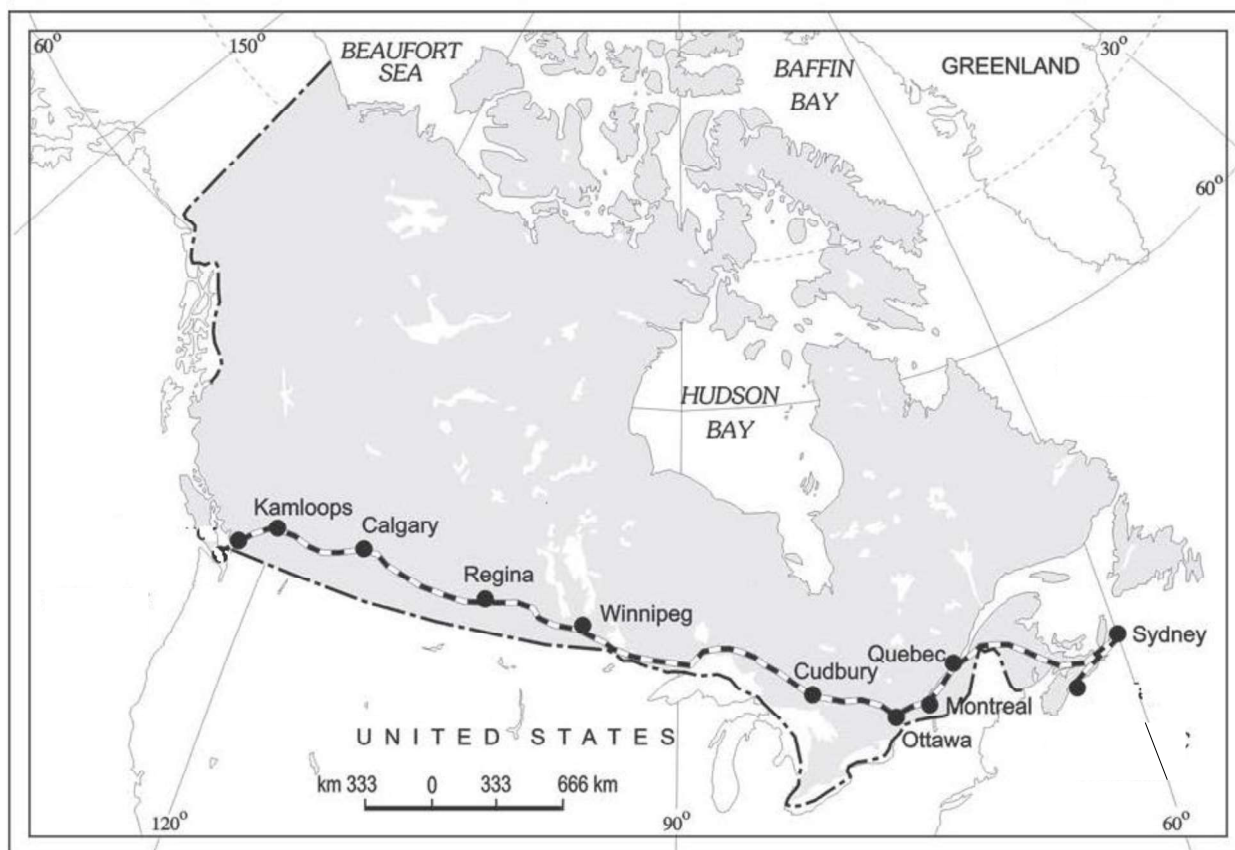 60°
150°
BEAUFORT
SEA
BAFFIN
BAY
GREENLAND
30°
60°
HUDSON
BAY
Kamloops
Calgary
Regina
Winnipeg
Cudbury
Quebec
Sydney
Montreal
Ottawa
UNITED STATES
km 333 0 333 666 km
120°
90°
60°